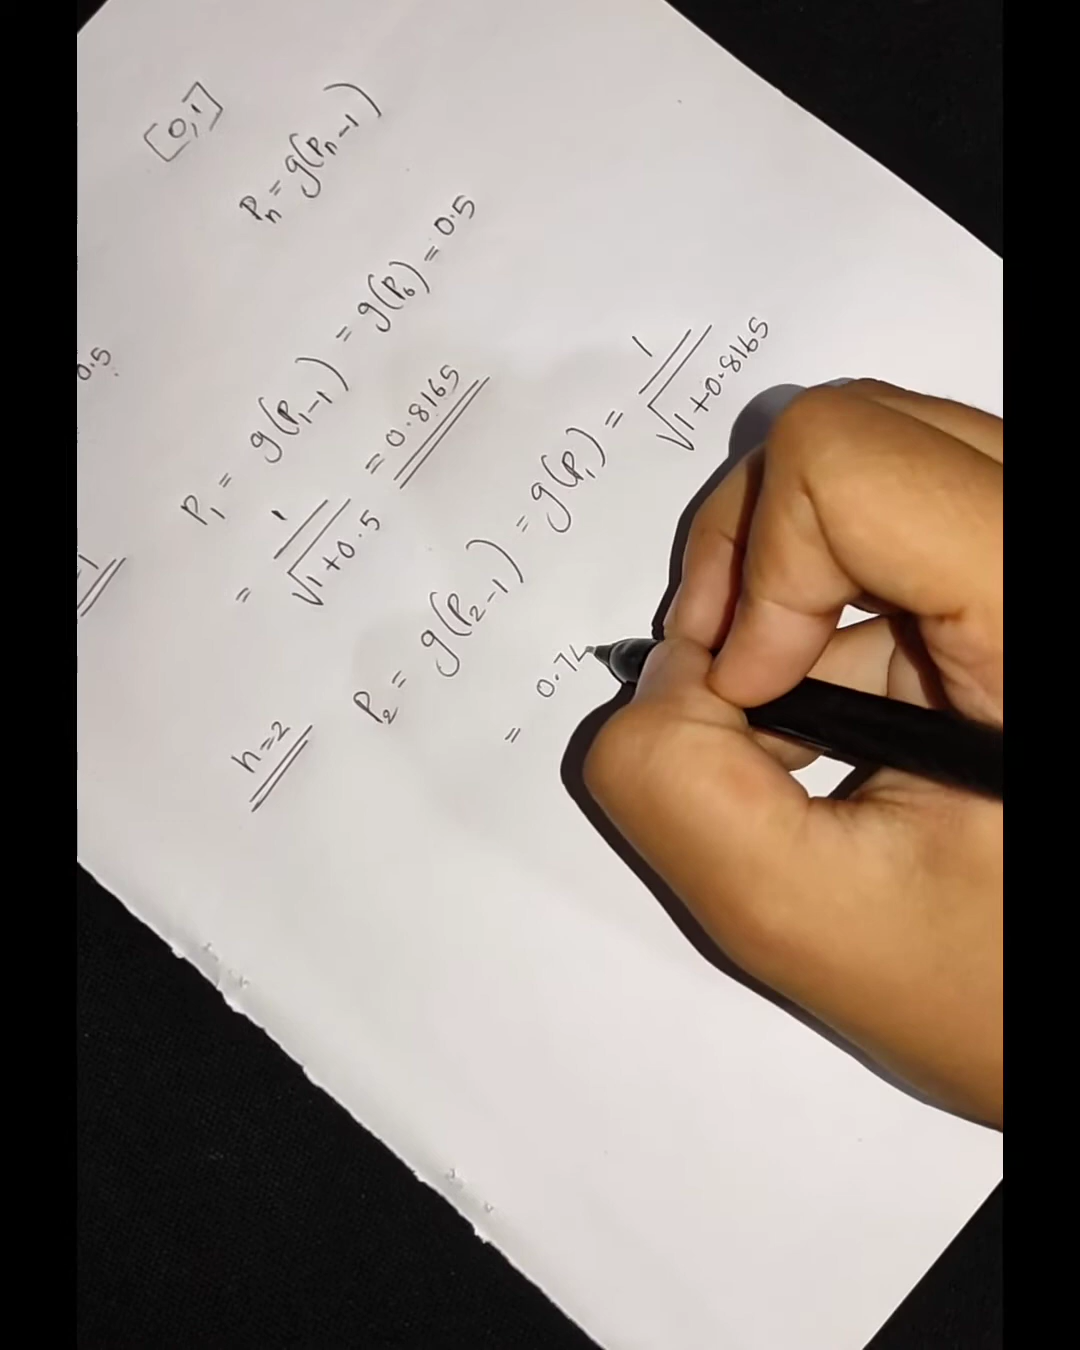 [0,1]
Pn = g(Pn-1)
0.5
P1 = g(P1-1) = g(P0) = 0.5
= 1/√1+0.5 = 0.8165
n=2
P2 = g(P2-1) = g(P1) = 1/√1+0.8165
= 0.74